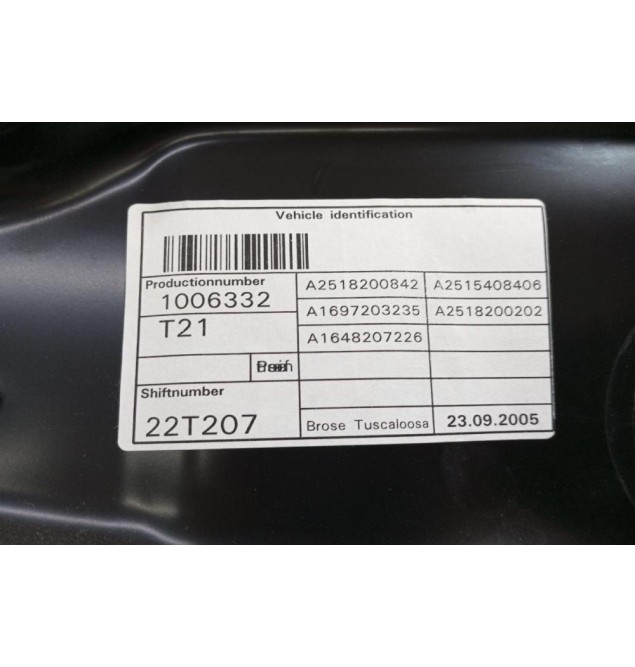 Vehicle identification
Productionnumber
1006332
T21
Shiftnumber
22T207
A2518200842 A2515408406
A1697203235 A2518200202
A1648207226
Brose Tuscaloosa 23.09.2005